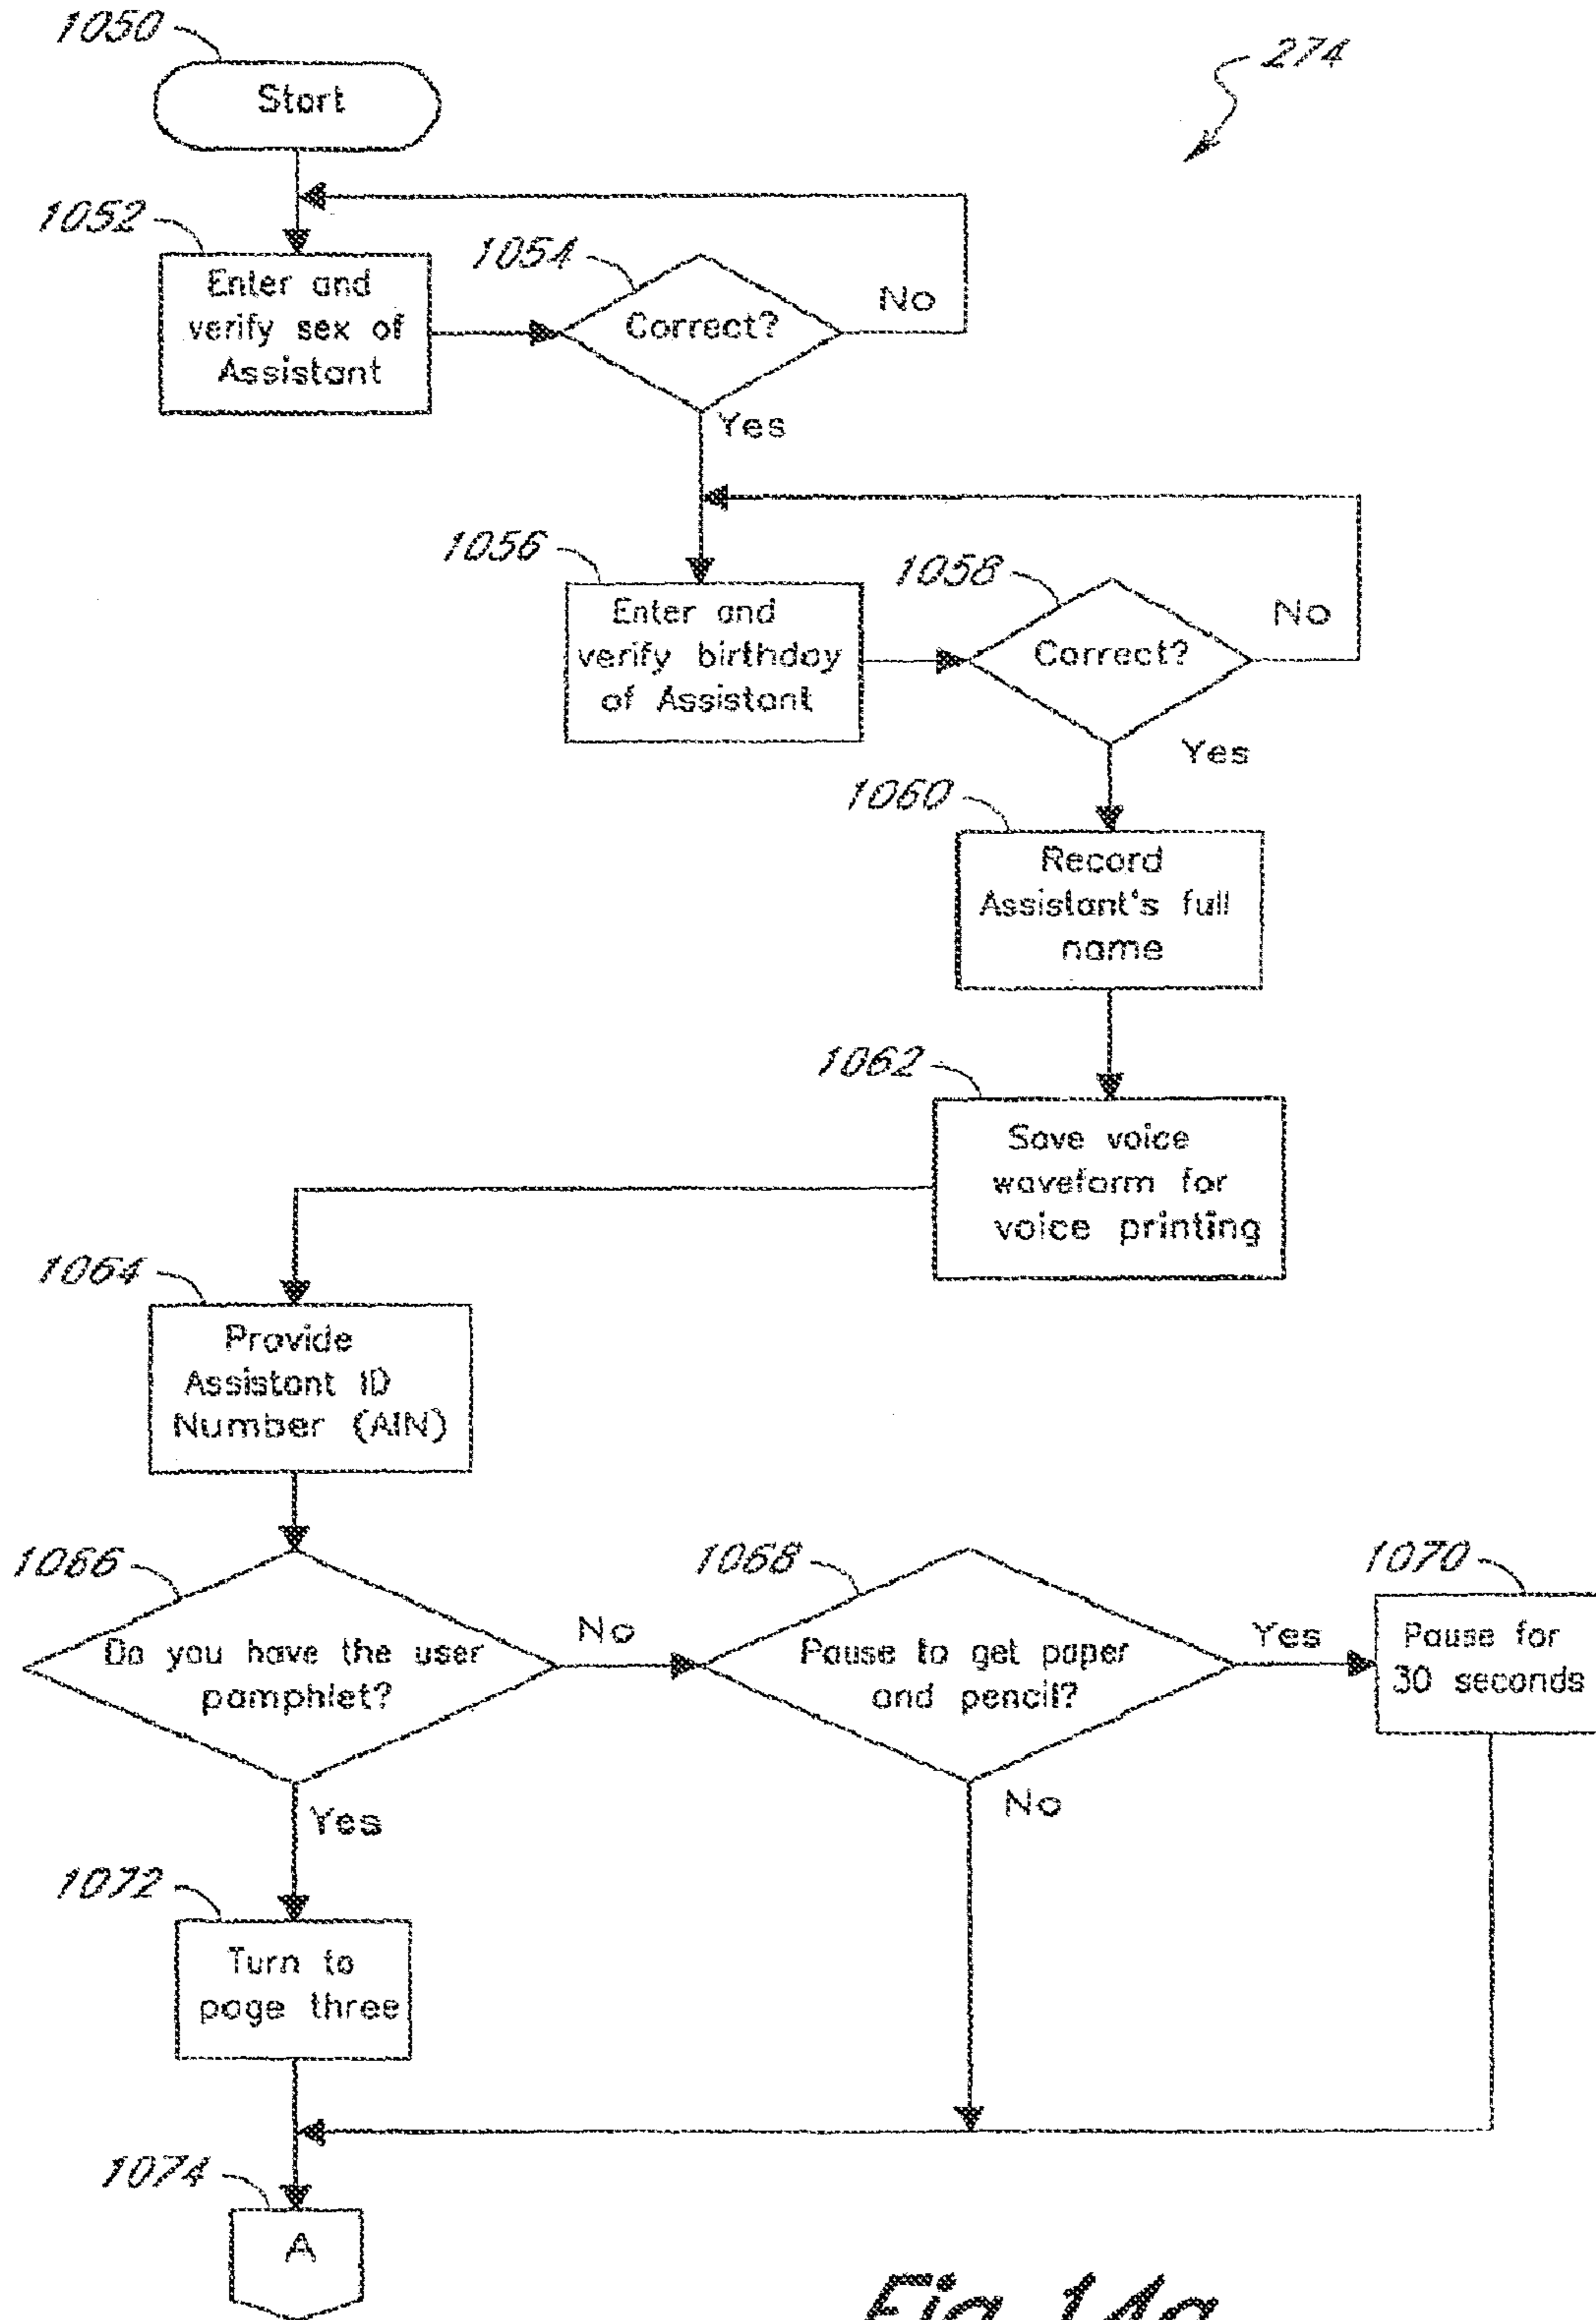 1050
274
Start
1052
1054
Enter and
verify sex of
Assistant
Correct?
No
Yes
1056
1058
Enter and
verify birthday
of Assistant
Correct?
No
Yes
1060
Record
Assistant's full
name
1062
Save voice
waveform for
voice printing
1064
Provide
Assistant ID
Number (AIN)
1066
Do you have the user
pamphlet?
No
1068
Pause to get paper
and pencil?
Yes
1070
Pause for
30 seconds
Yes
No
1072
Turn to
page three
1074
A
Fig. 14a